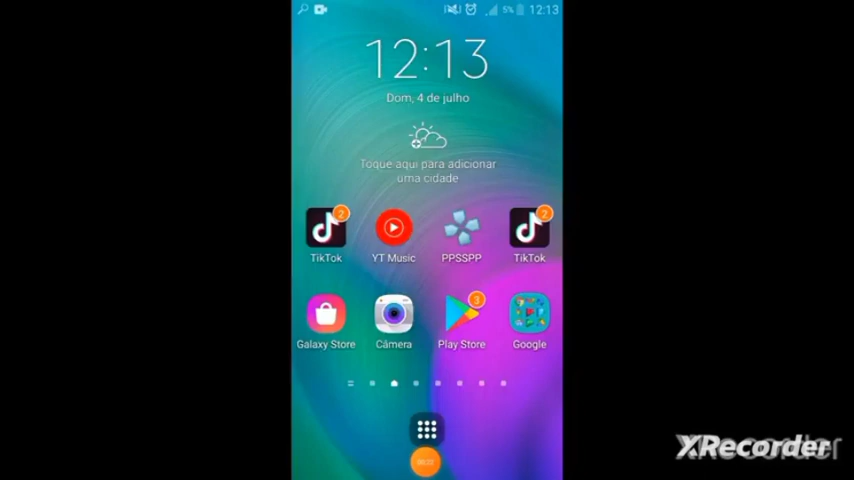 5% 12:13
12:13
Dom, 4 de julho
Toque aqui para adicionar
uma cidade
2 2
TikTok YT Music PPSSPP TikTok
3
Galaxy Store Câmera Play Store Google
XRecorder